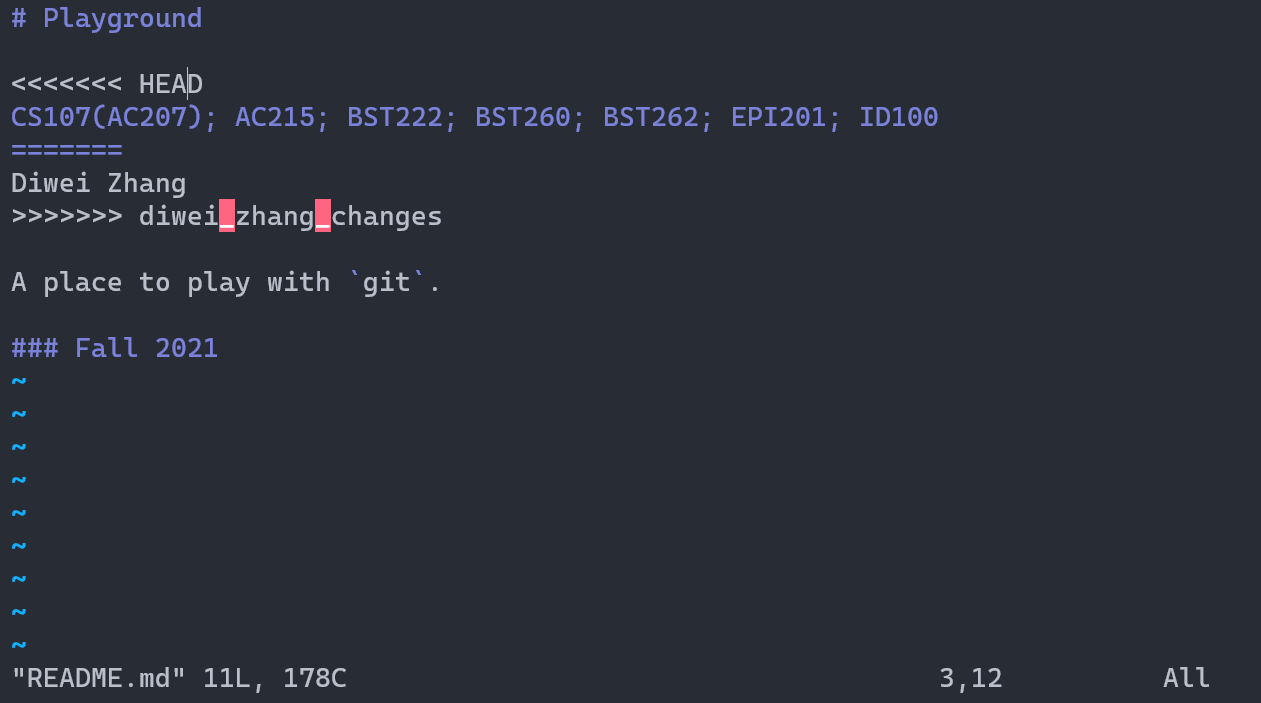 # Playground
<<<<<<< HEAD
CS107(AC207); AC215; BST222; BST260; BST262; EPI201; ID100
=======
Diwei Zhang
>>>>>>> diwei_zhang_changes
A place to play with `git`.
### Fall 2021
~
~
~
~
~
~
~
~
~
"README.md" 11L, 178C 3,12 All